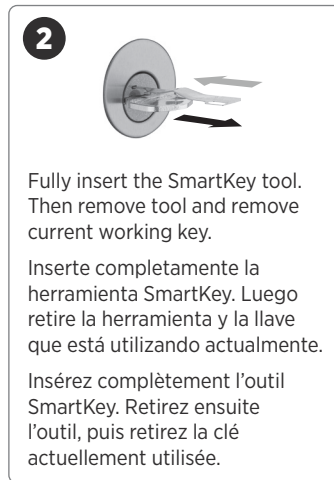 2
Fully insert the SmartKey tool.
Then remove tool and remove
current working key.
Inserte completamente la
herramienta SmartKey. Luego
retire la herramienta y la llave
que está utilizando actualmente.
Insérez complètement l’outil
SmartKey. Retirez ensuite
l’outil, puis retirez la clé
actuellement utilisée.